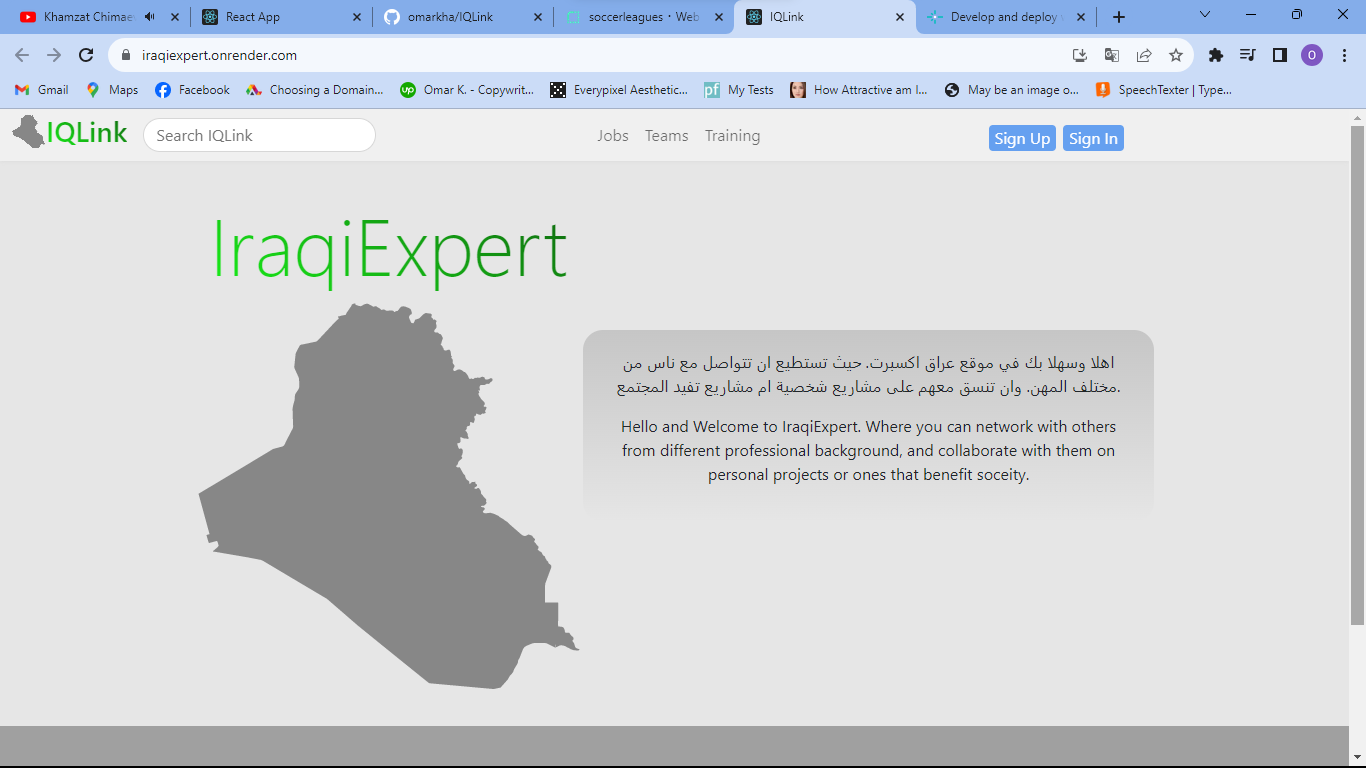 Khamzat Chimaev
React App
omarkha/IQLink
soccerleagues · Web
IQLink
Develop and deploy
iraqiexpert.onrender.com
O
Gmail
Maps
Facebook
Choosing a Domain...
up
Omar K. - Copywrit...
Everypixel Aesthetic...
pf
My Tests
How Attractive am I...
May be an image o...
SpeechTexter | Type...
IQLink
Search IQLink
Jobs
Teams
Training
Sign Up
Sign In
IraqiExpert
اهلا وسهلا بك في موقع عراق اكسبرت. حيث تستطيع ان تتواصل مع ناس من
مختلف المهن. وان تنسق معهم على مشاريع شخصية ام مشاريع تفيد المجتمع.
Hello and Welcome to IraqiExpert. Where you can network with others
from different professional background, and collaborate with them on
personal projects or ones that benefit soceity.